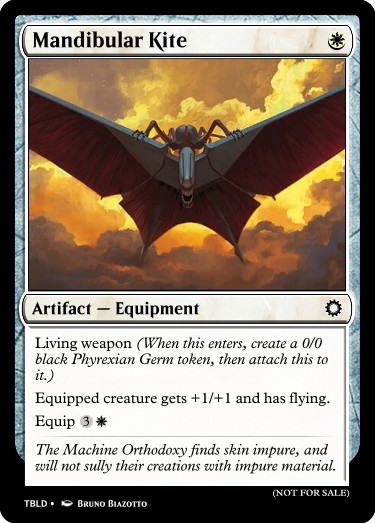 Mandibular Kite
Artifact — Equipment
Living weapon (When this enters, create a 0/0
black Phyrexian Germ token, then attach this to
it.)
Equipped creature gets +1/+1 and has flying.
Equip 3
The Machine Orthodoxy finds skin impure, and
will not sully their creations with impure material.
(NOT FOR SALE)
TBLD • Bruno Biazotto